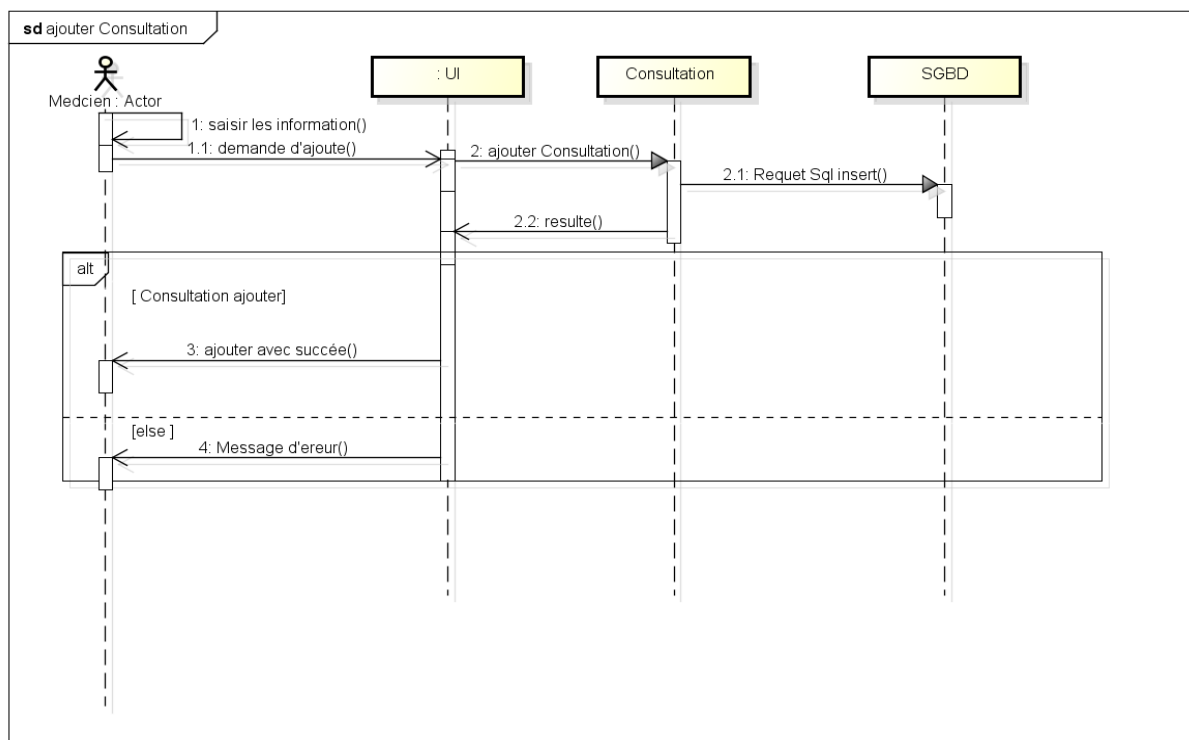 sd ajouter Consultation
: UI
Consultation
SGBD
Medcien : Actor
1: saisir les information()
1.1: demande d'ajoute()
2: ajouter Consultation()
2.1: Requet Sql insert()
2.2: resulte()
alt
[ Consultation ajouter]
3: ajouter avec succée()
[else ]
4: Message d'ereur()